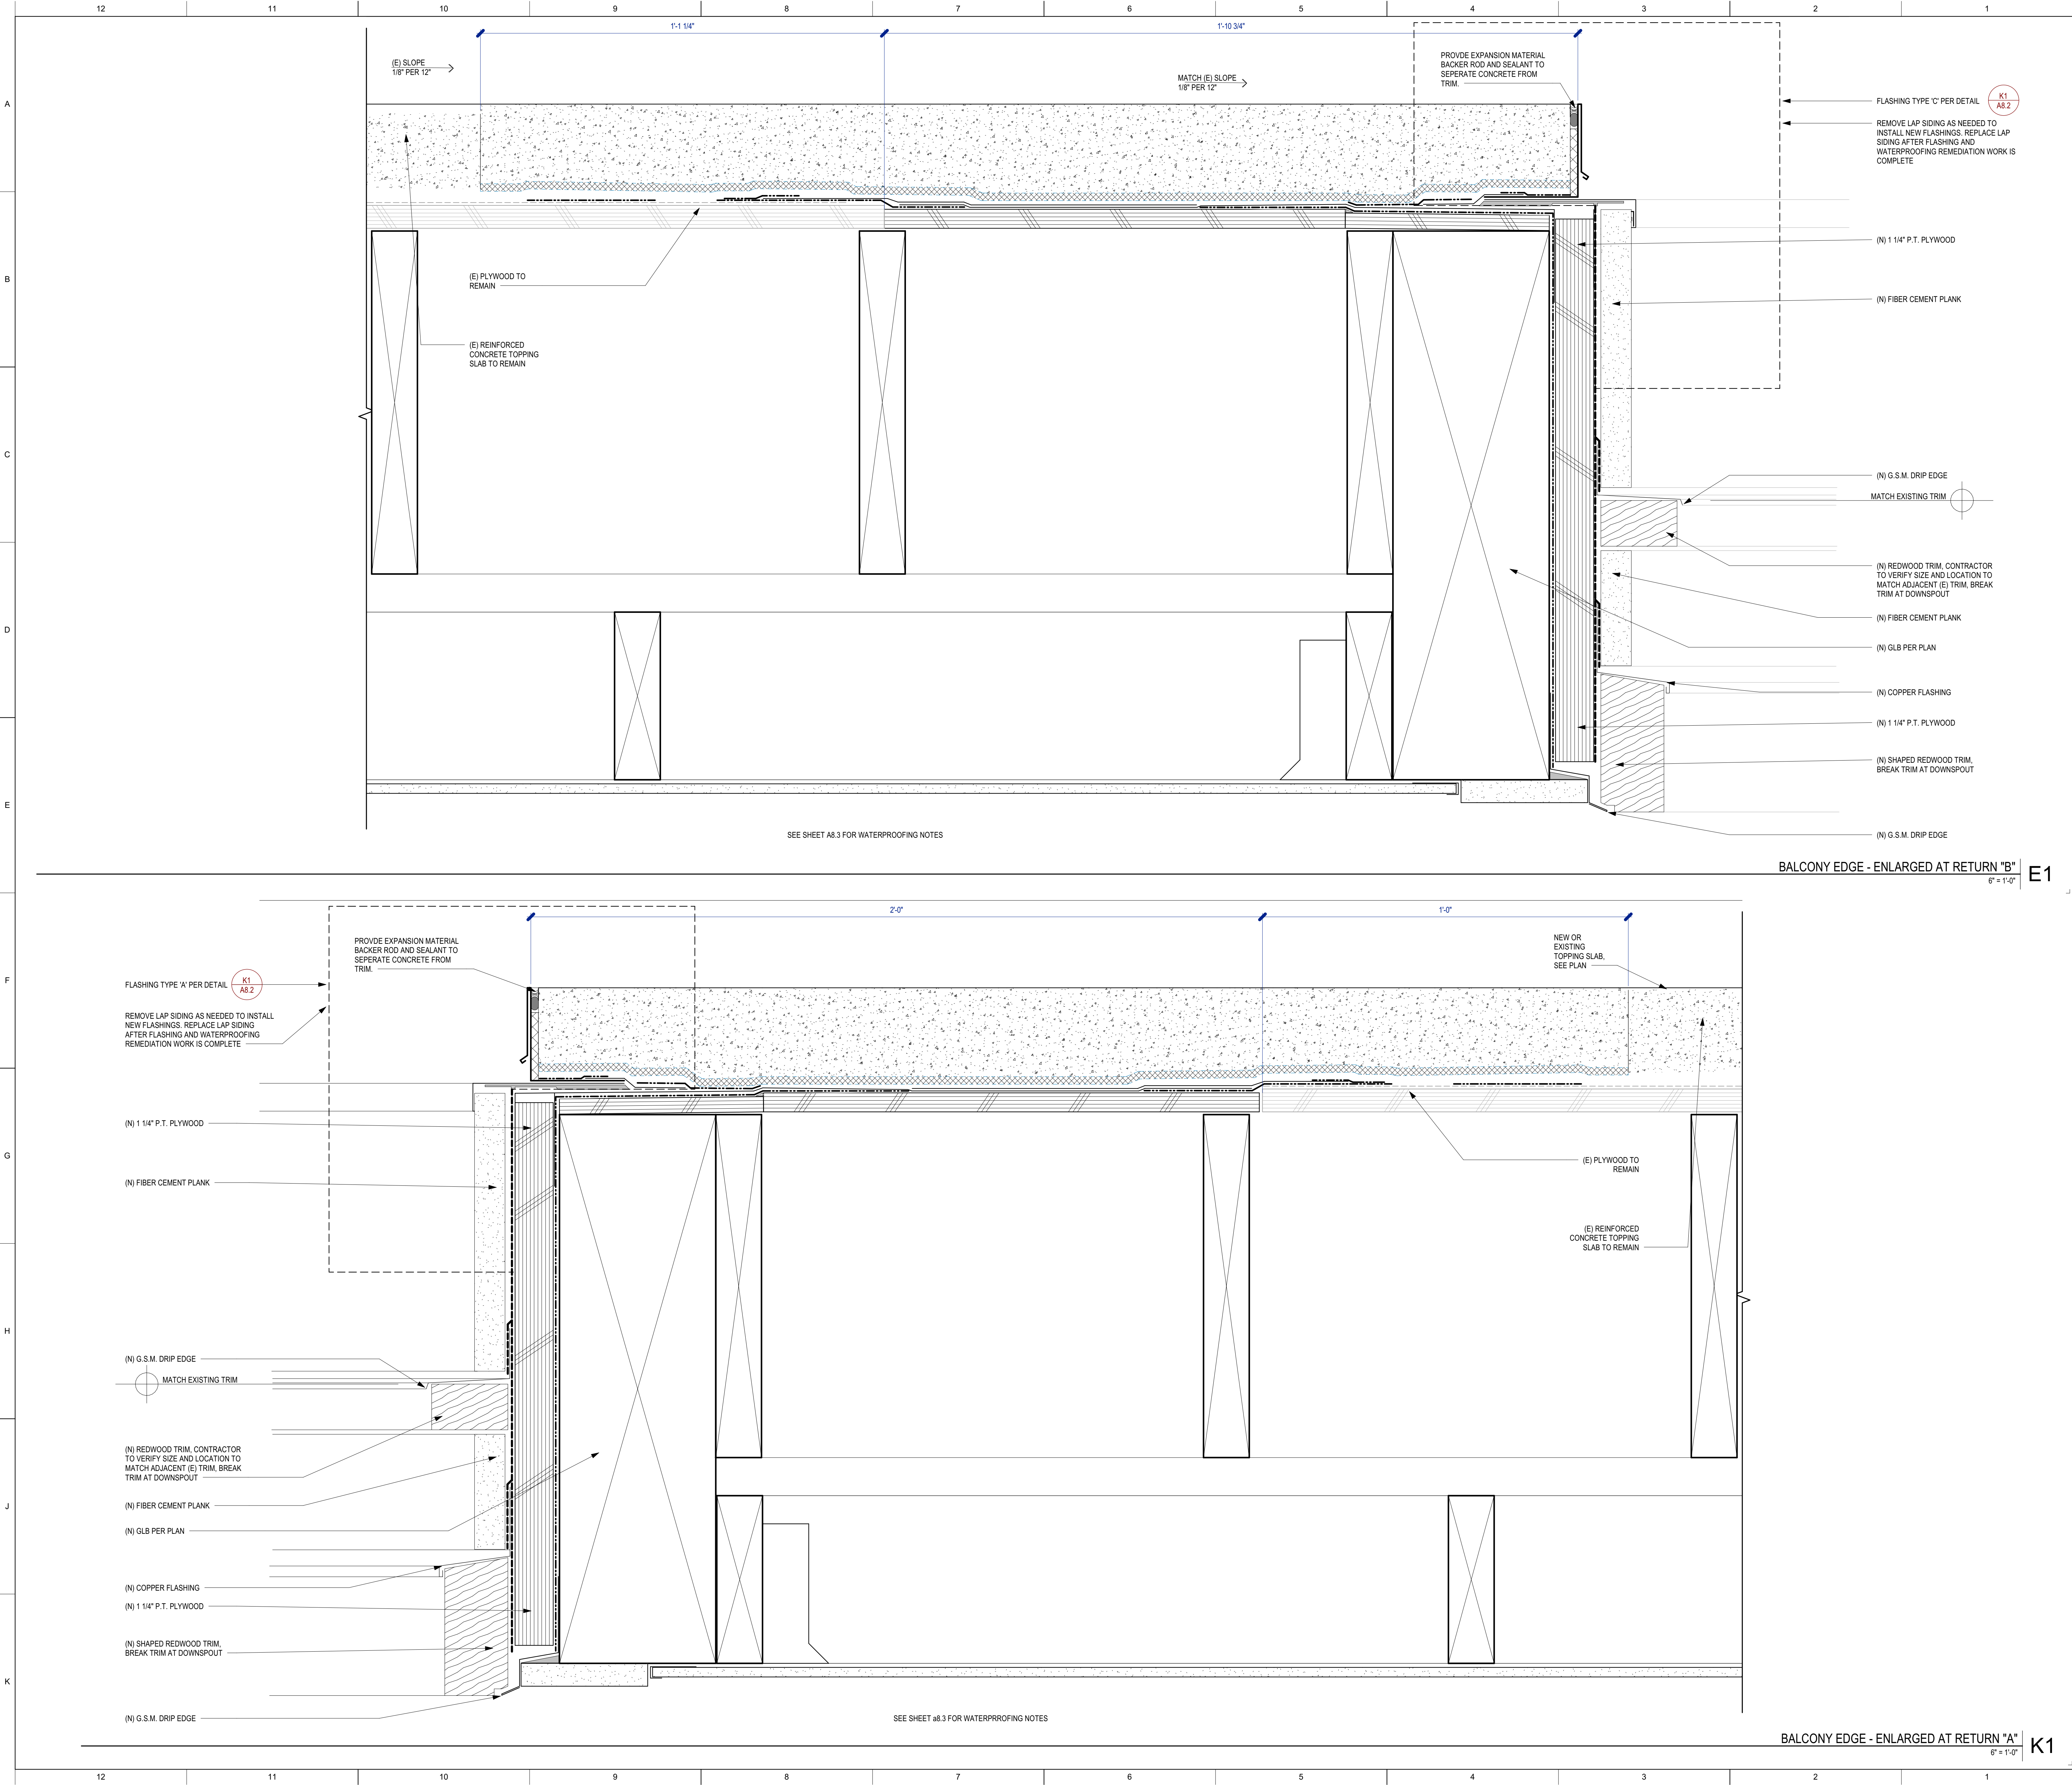 12 11 10 9 8 7 6 5 4 3 2 1
A
B
C
D
E
F
G
H
J
K
1'-1 1/4"
1'-10 3/4"
(E) SLOPE
1/8" PER 12"
MATCH (E) SLOPE
1/8" PER 12"
PROVDE EXPANSION MATERIAL
BACKER ROD AND SEALANT TO
SEPERATE CONCRETE FROM
TRIM.
FLASHING TYPE 'C' PER DETAIL
K1
A8.2
REMOVE LAP SIDING AS NEEDED TO
INSTALL NEW FLASHINGS. REPLACE LAP
SIDING AFTER FLASHING AND
WATERPROOFING REMEDIATION WORK IS
COMPLETE
(N) 1 1/4" P.T. PLYWOOD
(E) PLYWOOD TO
REMAIN
(N) FIBER CEMENT PLANK
(E) REINFORCED
CONCRETE TOPPING
SLAB TO REMAIN
(N) G.S.M. DRIP EDGE
MATCH EXISTING TRIM
(N) REDWOOD TRIM, CONTRACTOR
TO VERIFY SIZE AND LOCATION TO
MATCH ADJACENT (E) TRIM, BREAK
TRIM AT DOWNSPOUT
(N) FIBER CEMENT PLANK
(N) GLB PER PLAN
(N) COPPER FLASHING
(N) 1 1/4" P.T. PLYWOOD
(N) SHAPED REDWOOD TRIM,
BREAK TRIM AT DOWNSPOUT
(N) G.S.M. DRIP EDGE
SEE SHEET A8.3 FOR WATERPROOFING NOTES
BALCONY EDGE - ENLARGED AT RETURN "B"
6" = 1'-0"
E1
2'-0"
1'-0"
PROVDE EXPANSION MATERIAL
BACKER ROD AND SEALANT TO
SEPERATE CONCRETE FROM
TRIM.
NEW OR
EXISTING
TOPPING SLAB,
SEE PLAN
FLASHING TYPE 'A' PER DETAIL
K1
A8.2
REMOVE LAP SIDING AS NEEDED TO INSTALL
NEW FLASHINGS. REPLACE LAP SIDING
AFTER FLASHING AND WATERPROOFING
REMEDIATION WORK IS COMPLETE
(N) 1 1/4" P.T. PLYWOOD
(E) PLYWOOD TO
REMAIN
(N) FIBER CEMENT PLANK
(E) REINFORCED
CONCRETE TOPPING
SLAB TO REMAIN
(N) G.S.M. DRIP EDGE
MATCH EXISTING TRIM
(N) REDWOOD TRIM, CONTRACTOR
TO VERIFY SIZE AND LOCATION TO
MATCH ADJACENT (E) TRIM, BREAK
TRIM AT DOWNSPOUT
(N) FIBER CEMENT PLANK
(N) GLB PER PLAN
(N) COPPER FLASHING
(N) 1 1/4" P.T. PLYWOOD
(N) SHAPED REDWOOD TRIM,
BREAK TRIM AT DOWNSPOUT
(N) G.S.M. DRIP EDGE
SEE SHEET a8.3 FOR WATERPRROFING NOTES
BALCONY EDGE - ENLARGED AT RETURN "A"
6" = 1'-0"
K1
12 11 10 9 8 7 6 5 4 3 2 1